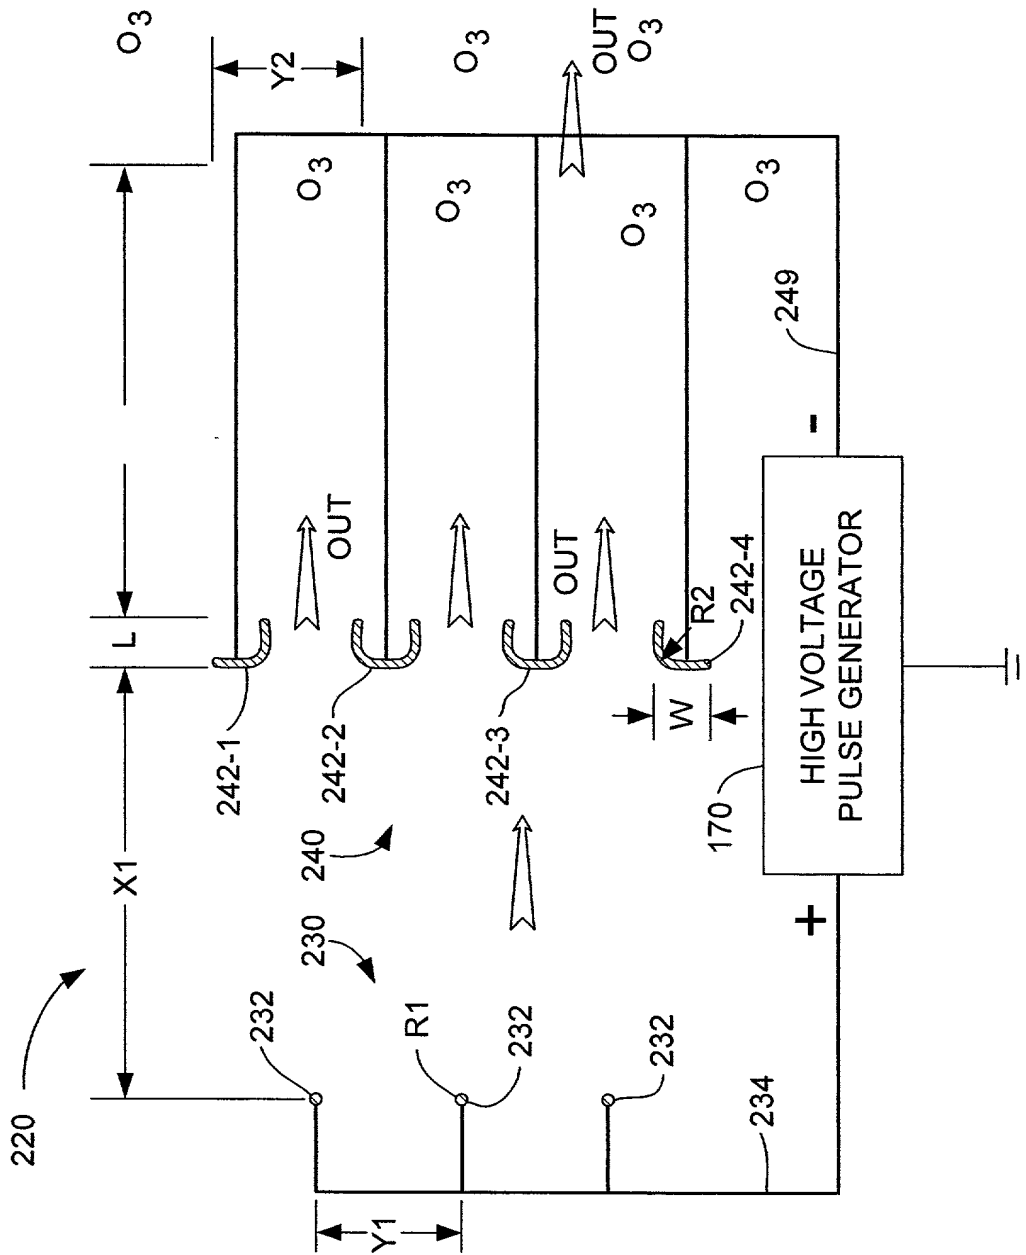 220
X1
L
Y2
O3
O3
O3
OUT
O3
O3
O3
O3
OUT
OUT
242-1
242-2
242-3
242-4
R2
W
240
230
232
R1
232
232
Y1
234
249
170
+
-
HIGH VOLTAGE
PULSE GENERATOR